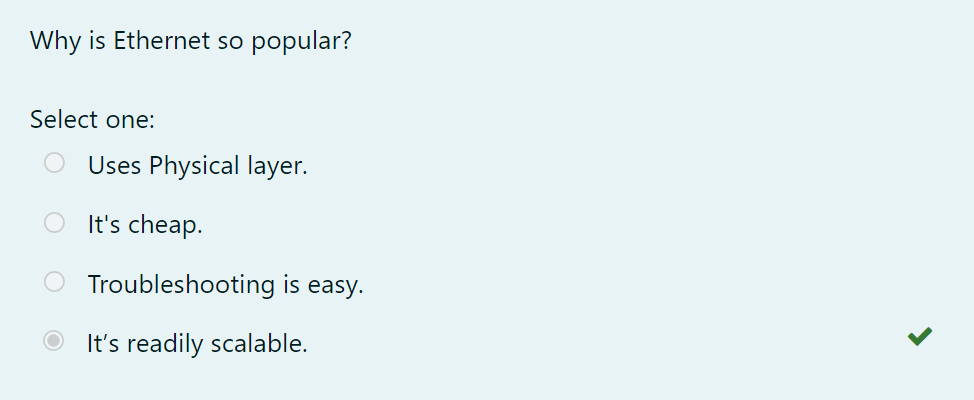 Why is Ethernet so popular?
Select one:
Uses Physical layer.
It's cheap.
Troubleshooting is easy.
It’s readily scalable.